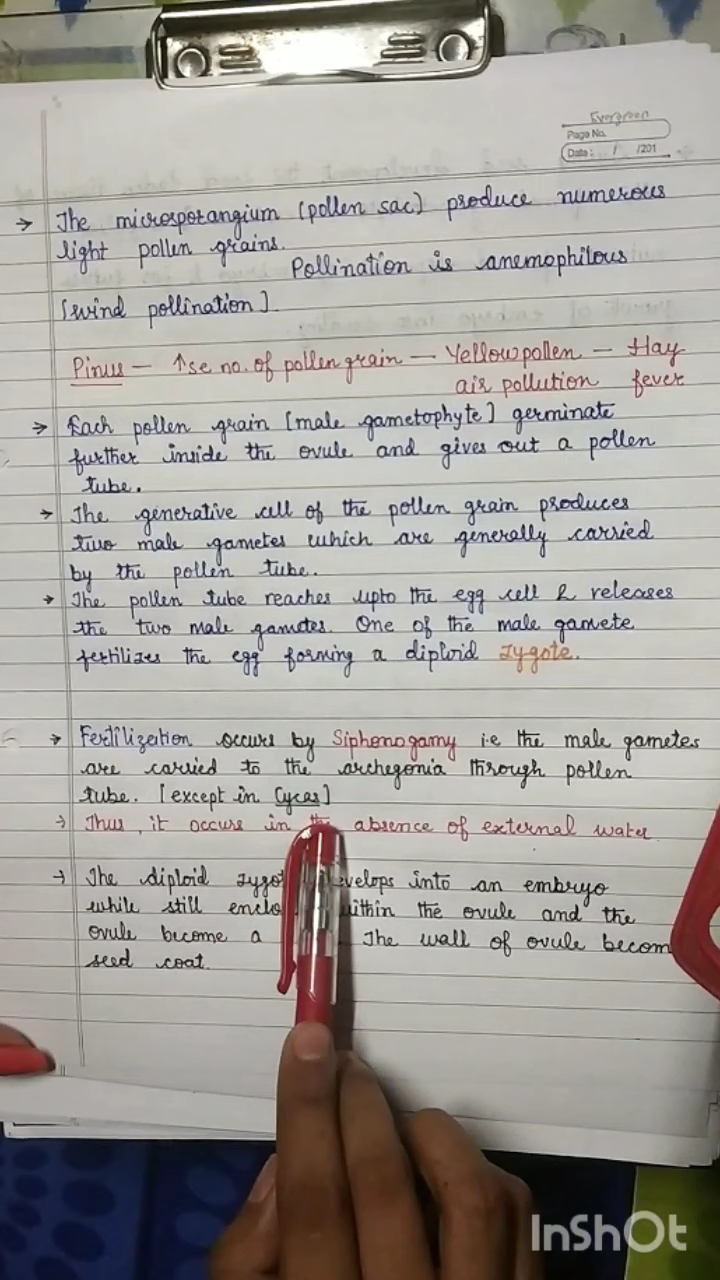 Evergreen
Page No.
Date : / /201
→ The microsporangium (pollen sac) produce numerous
light pollen grains.
Pollination is anemophilous
[wind pollination].
Pinus — ↑se no. of pollen grain — Yellow pollen — Hay
air pollution fever
→ Each pollen grain [male gametophyte] germinate
further inside the ovule and gives out a pollen
tube.
→ The generative cell of the pollen grain produces
two male gametes which are generally carried
by the pollen tube.
→ The pollen tube reaches upto the egg cell & releases
the two male gametes. One of the male gamete
fertilizes the egg forming a diploid zygote.
→ Fertilization occurs by Siphonogamy i.e the male gametes
are carried to the archegonia through pollen
tube. [except in Cycas]
→ Thus, it occurs in the absence of external water
→ The diploid zygo velops into an embryo
while still enclo within the ovule and the
ovule become a The wall of ovule becom
seed coat.
InShOt